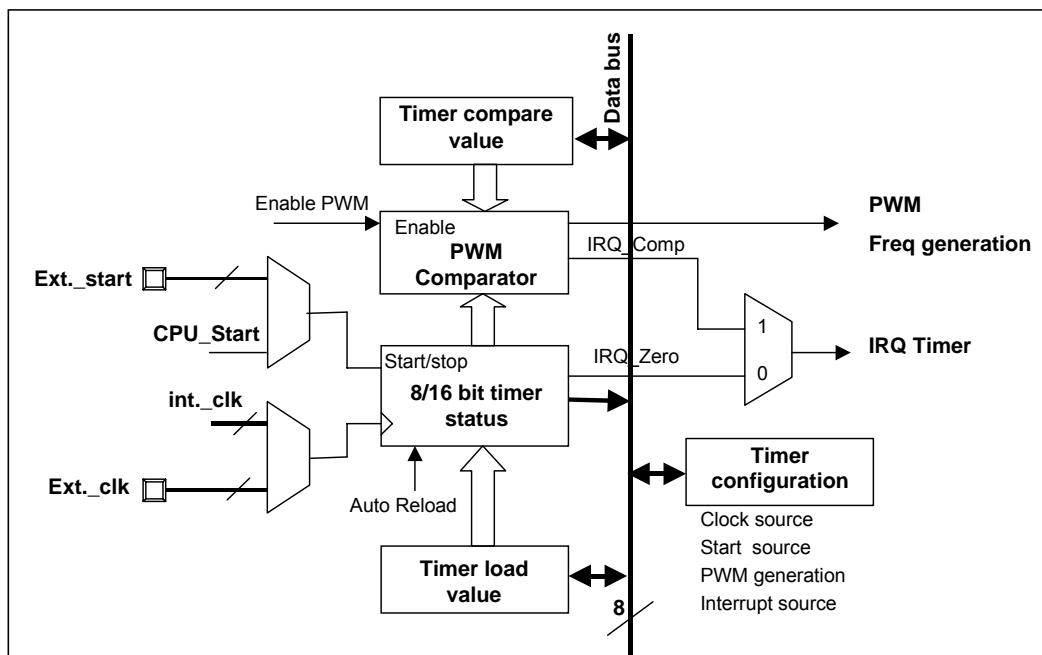 Data bus
Timer compare
value
Enable PWM
Enable
PWM
Comparator
PWM
Freq generation
IRQ_Comp
Ext._start
CPU_Start
Start/stop
8/16 bit timer
status
IRQ_Zero
1
0
IRQ Timer
int._clk
Ext._clk
Auto Reload
Timer
configuration
Clock source
Start source
PWM generation
Interrupt source
Timer load
value
8